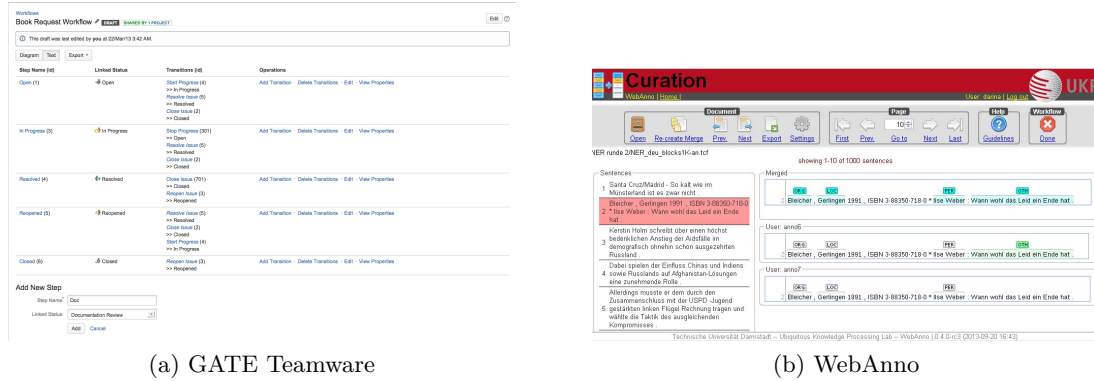 Workflows
Book Request Workflow DRAFT SHARED BY 1 PROJECT Edit
This draft was last edited by you at 22/Mar/13 3:42 AM.
Diagram Text Export
Step Name (id) Linked Status Transitions (id) Operations
Open (1) Open Start Progress (4) Add Transition · Delete Transitions · Edit · View Properties
>> In Progress
Resolve Issue (5)
>> Resolved
Close Issue (2)
>> Closed
In Progress (3) In Progress Stop Progress (301) Add Transition · Delete Transitions · Edit · View Properties
>> Open
Resolve Issue (5)
>> Resolved
Close Issue (2)
>> Closed
Resolved (4) Resolved Close Issue (701) Add Transition · Delete Transitions · Edit · View Properties
>> Closed
Reopen Issue (3)
>> Reopened
Reopened (5) Reopened Resolve Issue (5) Add Transition · Delete Transitions · Edit · View Properties
>> Resolved
Close Issue (2)
>> Closed
Start Progress (4)
>> In Progress
Closed (6) Closed Reopen Issue (3) Add Transition · Delete Transitions · Edit · View Properties
>> Reopened
Add New Step
Step Name* Doc
Linked Status Documentation Review
Add Cancel
(a) GATE Teamware
Curation
WebAnno | Home | User: darina | Log out
UKP
Document Page Help Workflow
10
Open Re-create Merge Prev. Next Export Settings First Prev. Go to Next Last Guidelines Done
NER runde 2/NER_deu_blocks1K-an.tcf
showing 1-10 of 1000 sentences
Sentences
1 Santa Cruz/Madrid - So kalt wie im
Münsterland ist es zwar nicht .
2 Bleicher , Gerlingen 1991 , ISBN 3-88350-718-0
* Ilse Weber : Wann wohl das Leid ein Ende
hat .
3 Kerstin Holm schreibt über einen höchst
bedenklichen Anstieg der Aidsfälle im
demografisch ohnehin schon ausgezehrten
Russland .
4 Dabei spielen der Einfluss Chinas und Indiens
sowie Russlands auf Afghanistan-Lösungen
eine zunehmende Rolle .
5 Allerdings musste er dem durch den
Zusammenschluss mit der USPD -Jugend
gestärkten linken Flügel Rechnung tragen und
wählte die Taktik des ausgleichenden
Kompromisses .
Merged
ORG LOC PER OTH
2 Bleicher , Gerlingen 1991 , ISBN 3-88350-718-0 * Ilse Weber : Wann wohl das Leid ein Ende hat .
User: anno6
ORG LOC PER OTH
2 Bleicher , Gerlingen 1991 , ISBN 3-88350-718-0 * Ilse Weber : Wann wohl das Leid ein Ende hat .
User: anno7
ORG LOC PER
2 Bleicher , Gerlingen 1991 , ISBN 3-88350-718-0 * Ilse Weber : Wann wohl das Leid ein Ende hat .
Technische Universität Darmstadt -- Ubiquitous Knowledge Processing Lab -- WebAnno | 0.4.0-rc3 (2013-09-20 16:43)
(b) WebAnno